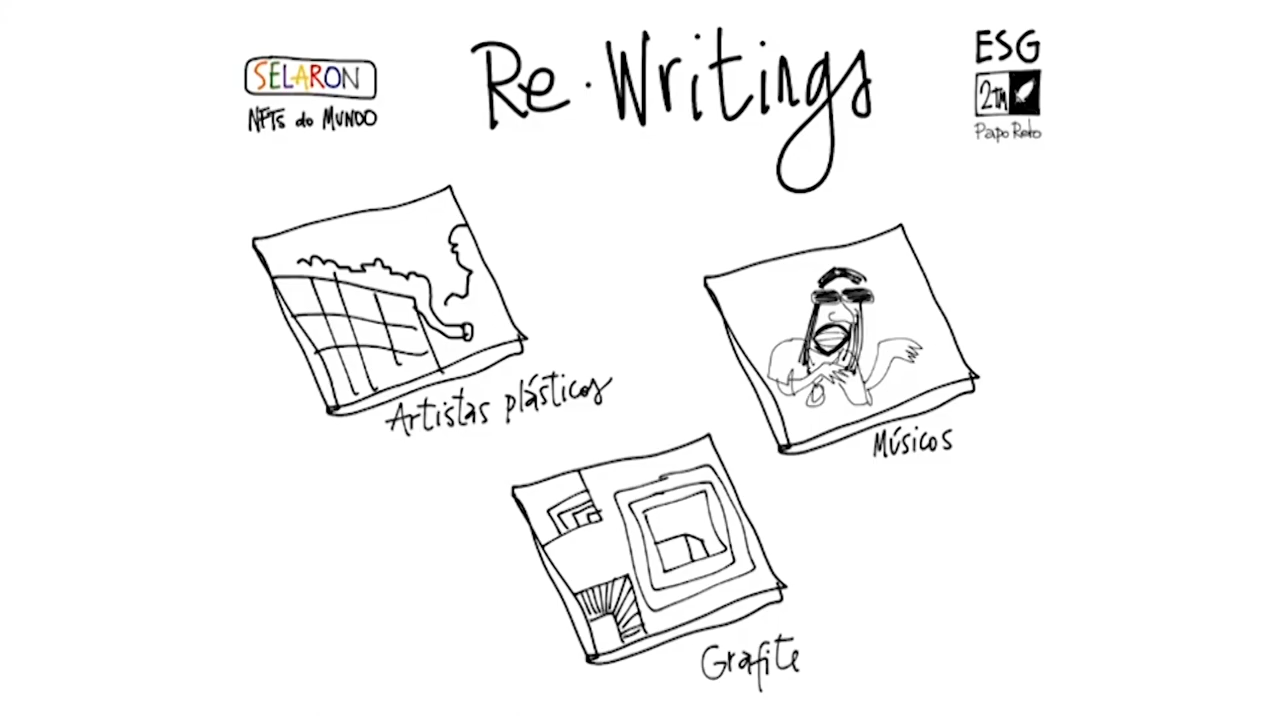 SELARON
NFTs do MUNDO
Re·Writings
ESG
2TM
Papo Reto
Artistas plásticos
Músicos
Grafite